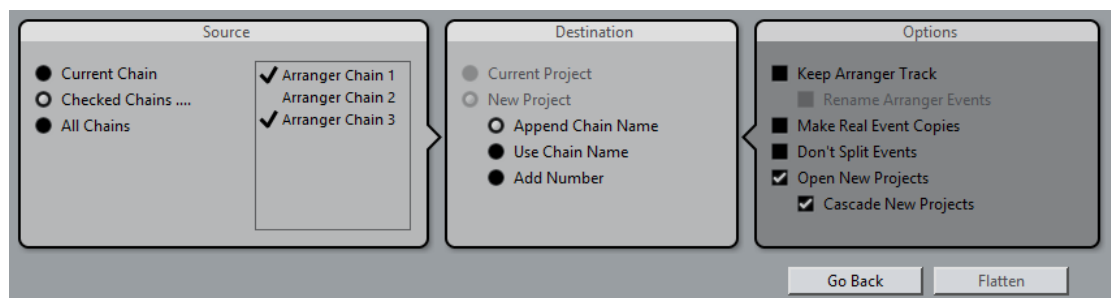 Source
Current Chain
Checked Chains ....
All Chains
Arranger Chain 1
Arranger Chain 2
Arranger Chain 3
Destination
Current Project
New Project
Append Chain Name
Use Chain Name
Add Number
Options
Keep Arranger Track
Rename Arranger Events
Make Real Event Copies
Don't Split Events
Open New Projects
Cascade New Projects
Go Back
Flatten